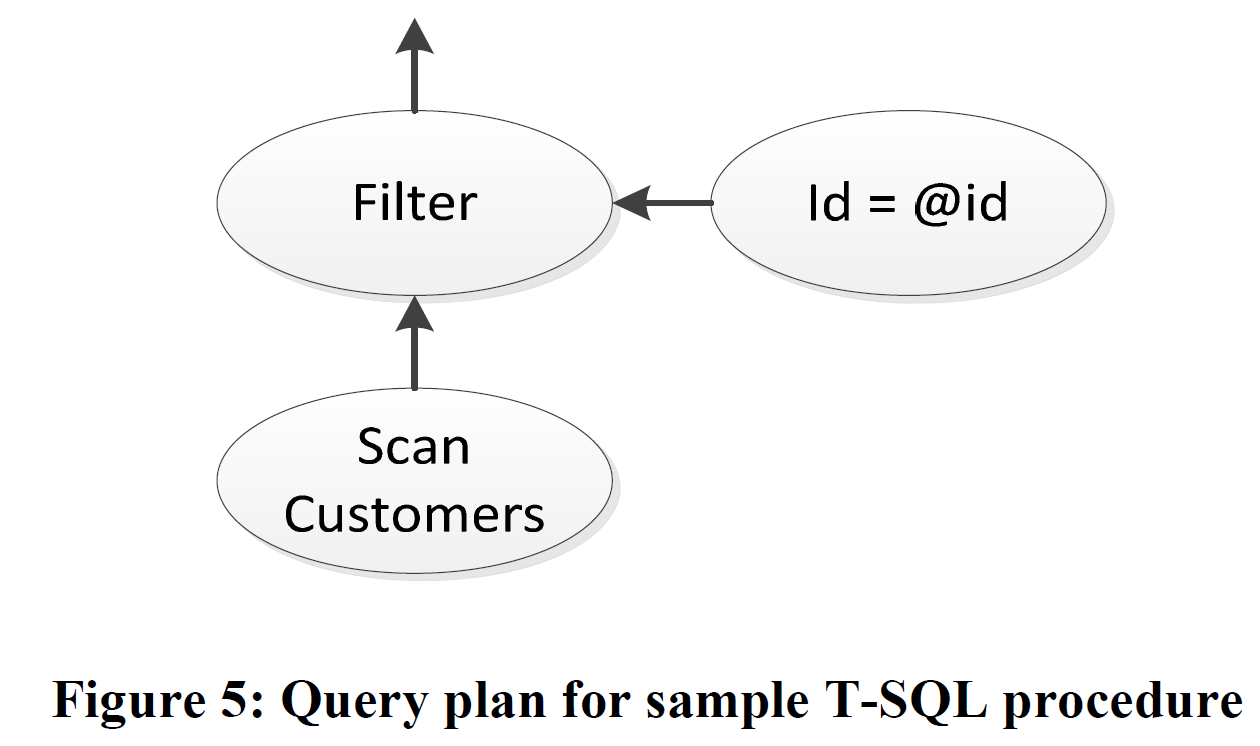 Filter
Id = @id
Scan
Customers
Figure 5: Query plan for sample T-SQL procedure